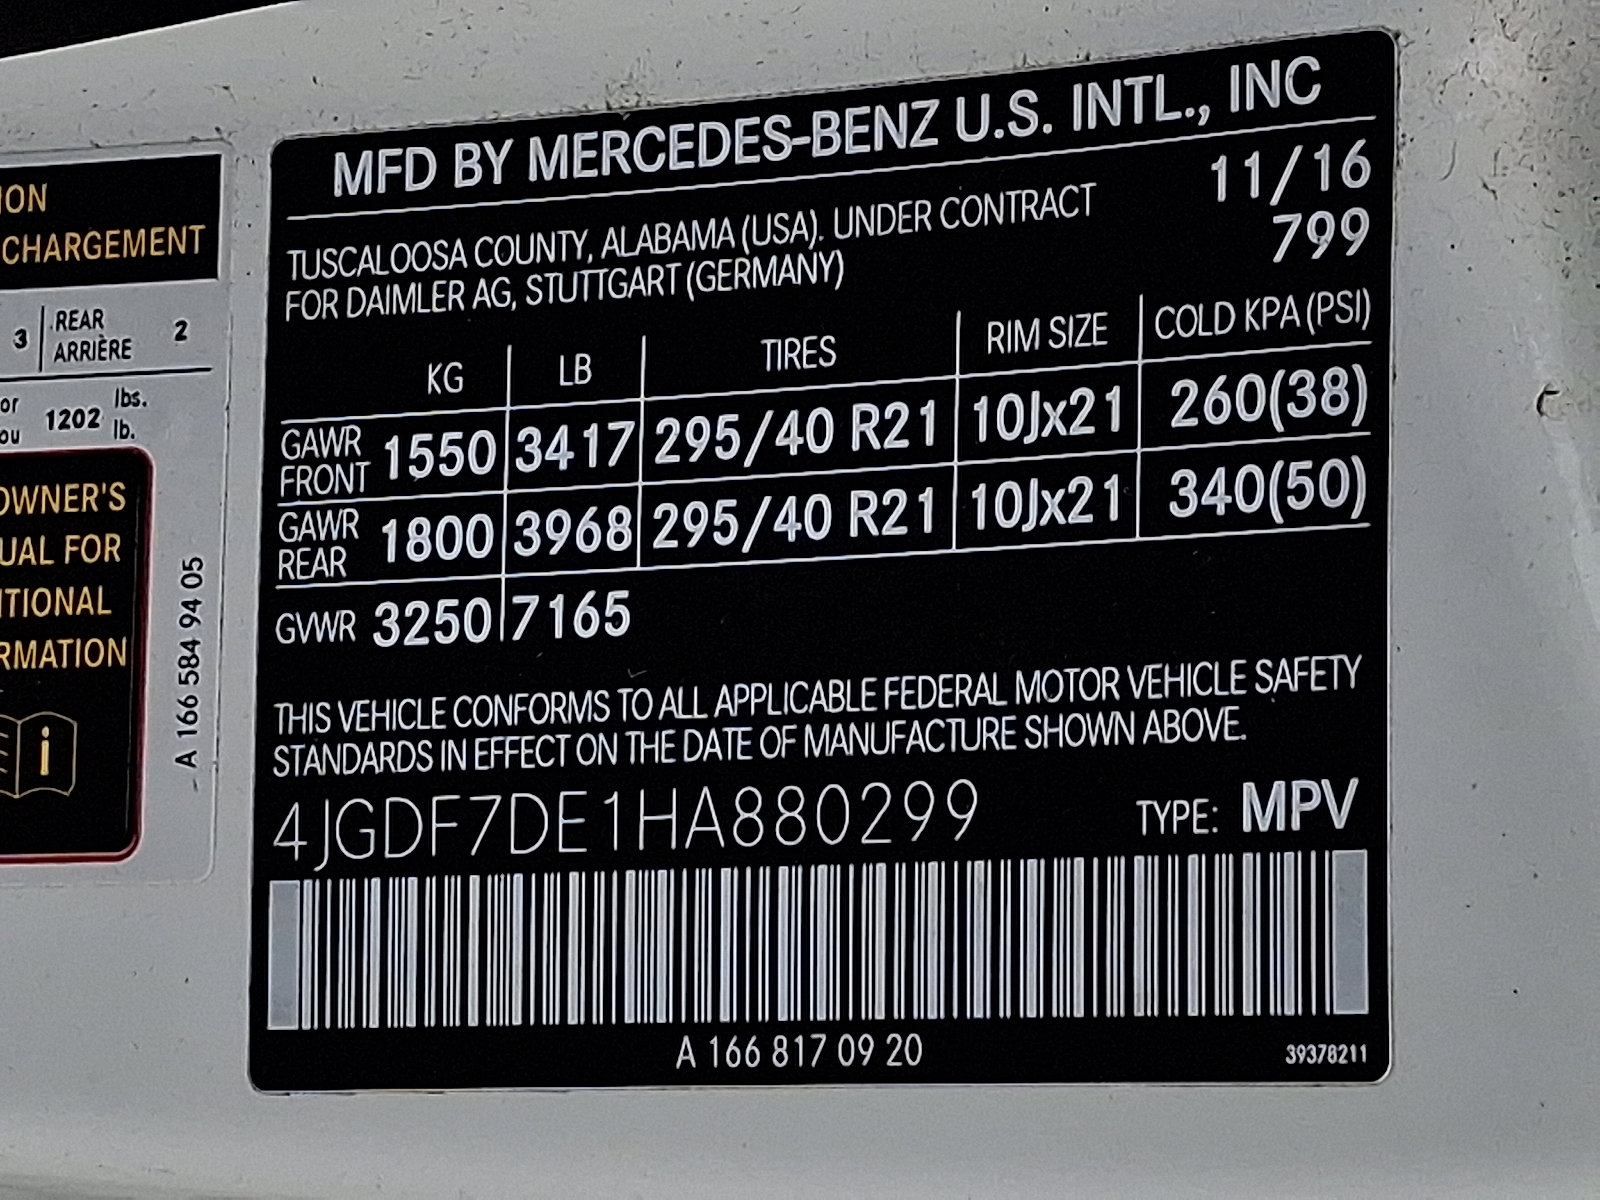 ION
CHARGEMENT
3 REAR
ARRIÈRE 2
or
ou 1202 lbs.
lb.
OWNER'S
UAL FOR
ITIONAL
RMATION
i
A 166 584 94 05
MFD BY MERCEDES-BENZ U.S. INTL., INC
11/16
TUSCALOOSA COUNTY, ALABAMA (USA). UNDER CONTRACT
799
FOR DAIMLER AG, STUTTGART (GERMANY)
KG LB TIRES RIM SIZE COLD KPA (PSI)
GAWR
FRONT 1550 3417 295/40 R21 10Jx21 260(38)
GAWR
REAR 1800 3968 295/40 R21 10Jx21 340(50)
GVWR 3250 7165
THIS VEHICLE CONFORMS TO ALL APPLICABLE FEDERAL MOTOR VEHICLE SAFETY
STANDARDS IN EFFECT ON THE DATE OF MANUFACTURE SHOWN ABOVE.
4JGDF7DE1HA880299 TYPE: MPV
A 166 817 09 20 39378211